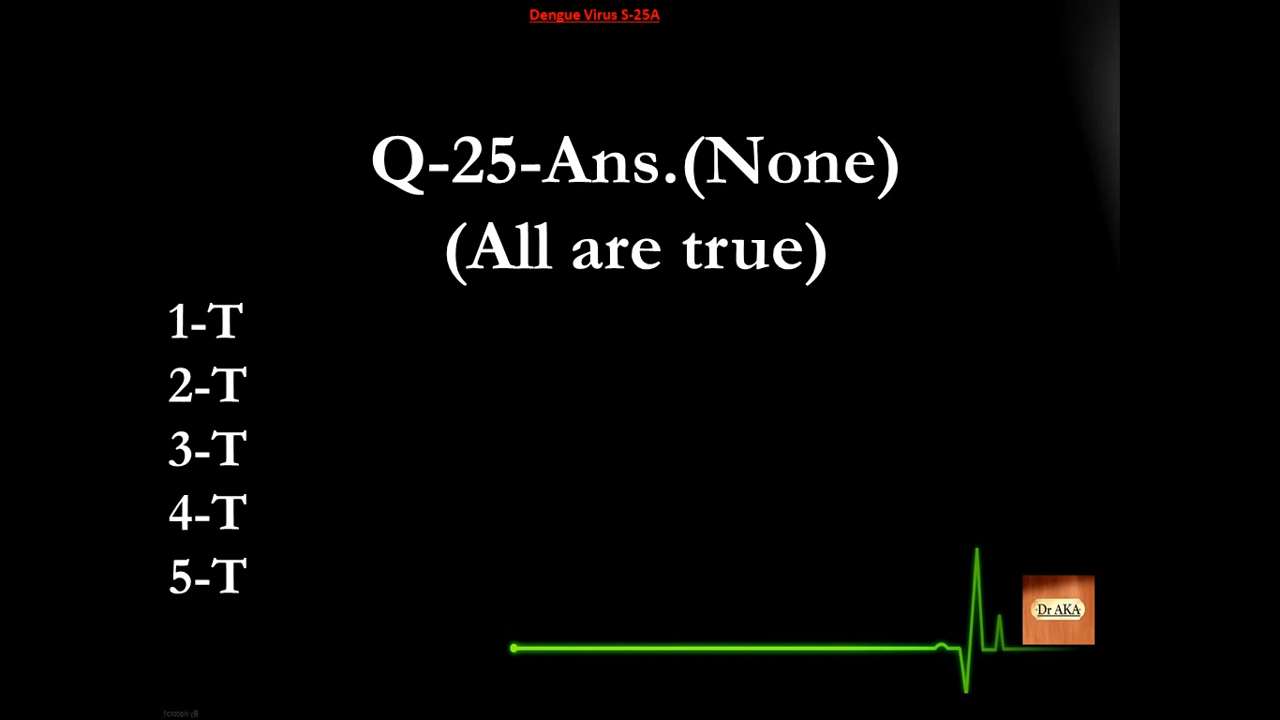 Dengue Virus S-25A
Q-25-Ans.(None)
(All are true)
1-T
2-T
3-T
4-T
5-T
Dr AKA